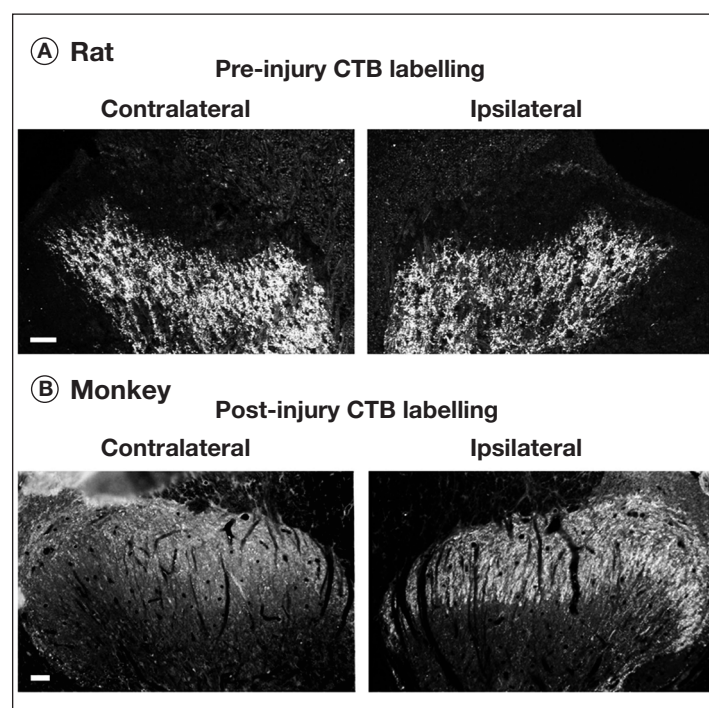 A Rat
Pre-injury CTB labelling
Contralateral Ipsilateral
B Monkey
Post-injury CTB labelling
Contralateral Ipsilateral